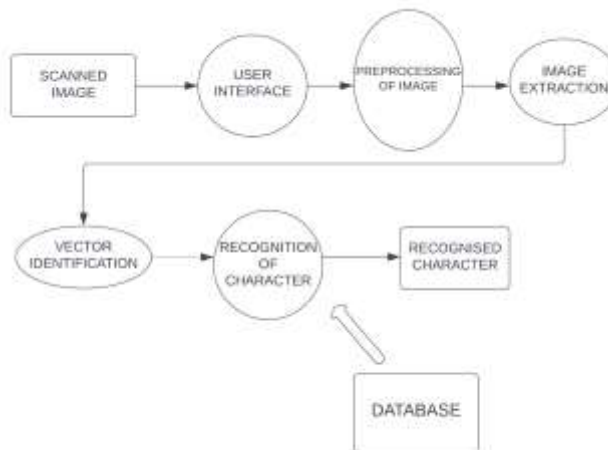 SCANNED
IMAGE
USER
INTERFACE
PREPROCESSING
OF IMAGE
IMAGE
EXTRACTION
VECTOR
IDENTIFICATION
RECOGNITION
OF
CHARACTER
RECOGNISED
CHARACTER
DATABASE